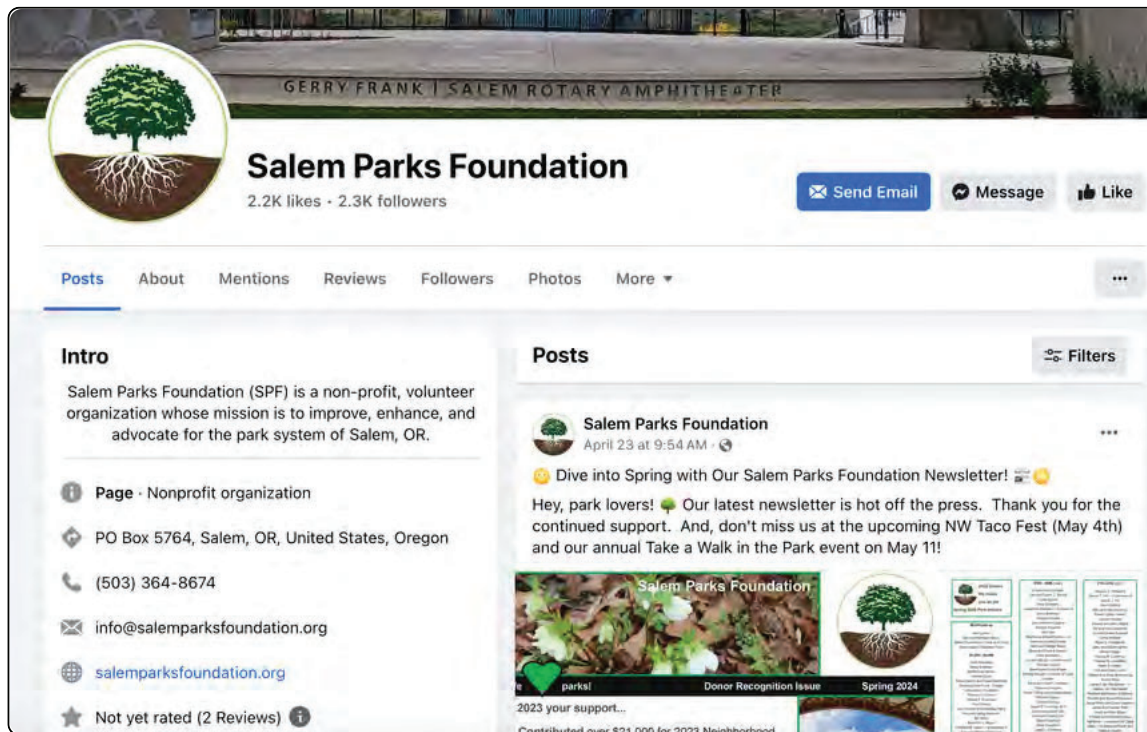 GERRY FRANK | SALEM ROTARY AMPHITHEATER
Salem Parks Foundation
2.2K likes • 2.3K followers
Send Email
Message
Like
Posts
About
Mentions
Reviews
Followers
Photos
More
Intro
Salem Parks Foundation (SPF) is a non-profit, volunteer
organization whose mission is to improve, enhance, and
advocate for the park system of Salem, OR.
Page · Nonprofit organization
PO Box 5764, Salem, OR, United States, Oregon
(503) 364-8674
info@salemparksfoundation.org
salemparksfoundation.org
Not yet rated (2 Reviews)
Posts
Filters
Salem Parks Foundation
April 23 at 9:54 AM ·
Dive into Spring with Our Salem Parks Foundation Newsletter!
Hey, park lovers! Our latest newsletter is hot off the press. Thank you for the
continued support. And, don't miss us at the upcoming NW Taco Fest (May 4th)
and our annual Take a Walk in the Park event on May 11!
Salem Parks Foundation
parks!
Donor Recognition Issue
Spring 2024
2023 your support...
Contributed over $21,000 for 2023 Neighborhood